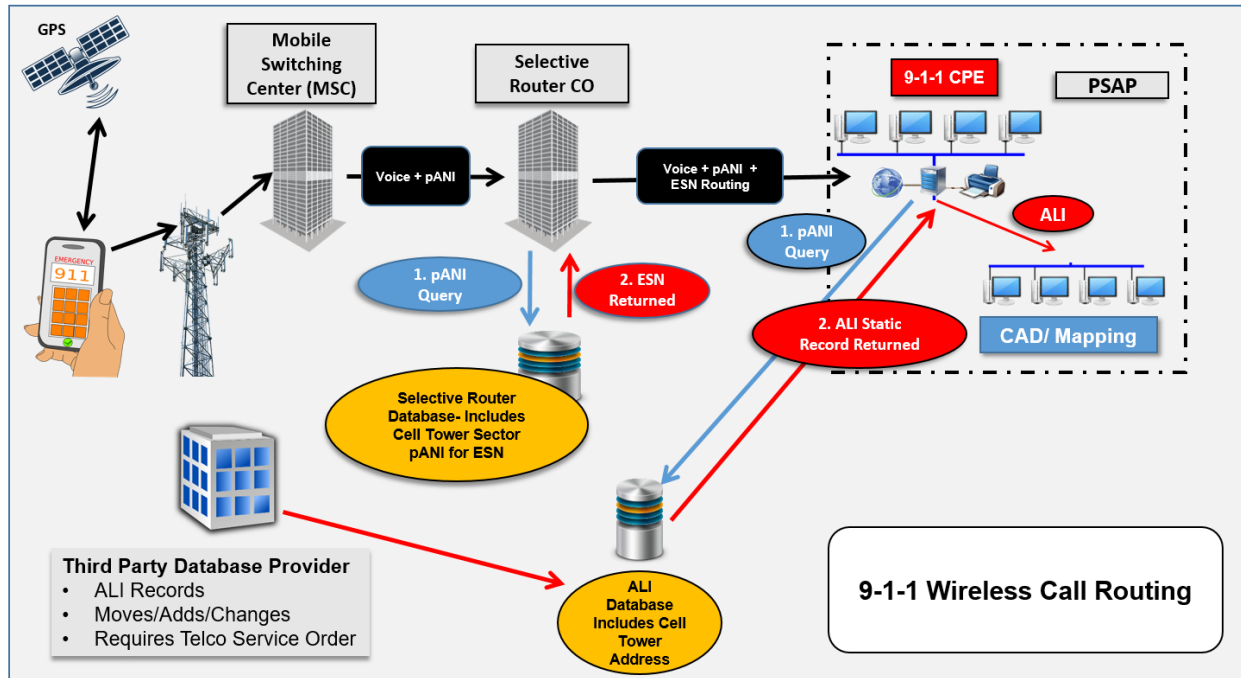 GPS
Mobile
Switching
Center (MSC)
Selective
Router CO
9-1-1 CPE
PSAP
EMERGENCY
911
Voice + pANI
Voice + pANI +
ESN Routing
ALI
1. pANI
Query
2. ESN
Returned
1. pANI
Query
2. ALI Static
Record Returned
CAD/ Mapping
Selective Router
Database- Includes
Cell Tower Sector
pANI for ESN
Third Party Database Provider
• ALI Records
• Moves/Adds/Changes
• Requires Telco Service Order
ALI
Database
Includes Cell
Tower
Address
9-1-1 Wireless Call Routing